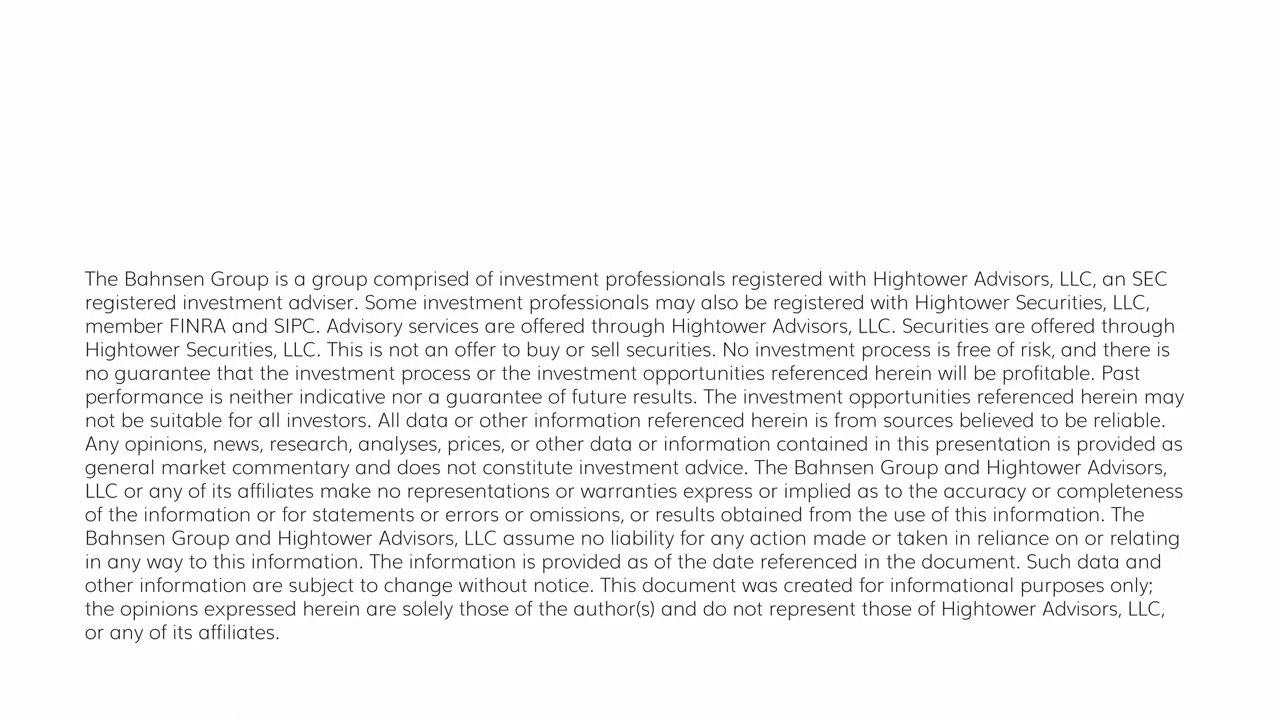 The Bahnsen Group is a group comprised of investment professionals registered with Hightower Advisors, LLC, an SEC
registered investment adviser. Some investment professionals may also be registered with Hightower Securities, LLC,
member FINRA and SIPC. Advisory services are offered through Hightower Advisors, LLC. Securities are offered through
Hightower Securities, LLC. This is not an offer to buy or sell securities. No investment process is free of risk, and there is
no guarantee that the investment process or the investment opportunities referenced herein will be profitable. Past
performance is neither indicative nor a guarantee of future results. The investment opportunities referenced herein may
not be suitable for all investors. All data or other information referenced herein is from sources believed to be reliable.
Any opinions, news, research, analyses, prices, or other data or information contained in this presentation is provided as
general market commentary and does not constitute investment advice. The Bahnsen Group and Hightower Advisors,
LLC or any of its affiliates make no representations or warranties express or implied as to the accuracy or completeness
of the information or for statements or errors or omissions, or results obtained from the use of this information. The
Bahnsen Group and Hightower Advisors, LLC assume no liability for any action made or taken in reliance on or relating
in any way to this information. The information is provided as of the date referenced in the document. Such data and
other information are subject to change without notice. This document was created for informational purposes only;
the opinions expressed herein are solely those of the author(s) and do not represent those of Hightower Advisors, LLC,
or any of its affiliates.